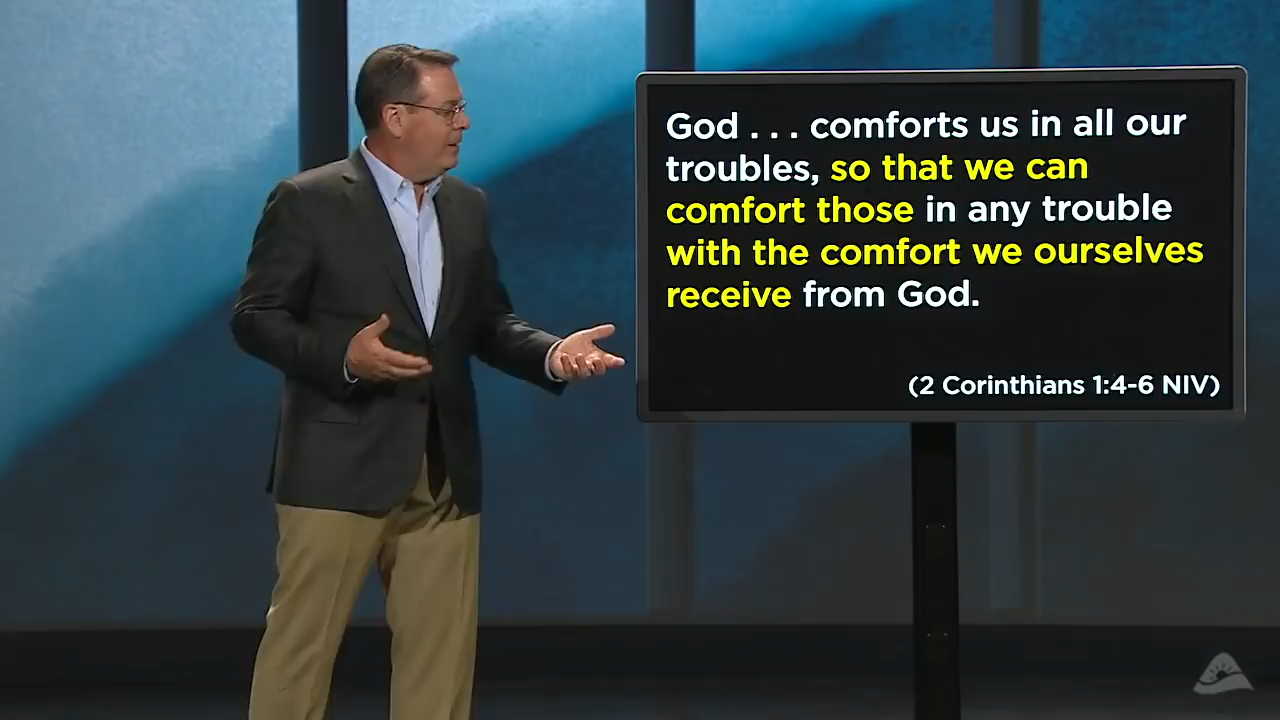 God . . . comforts us in all our
troubles, so that we can
comfort those in any trouble
with the comfort we ourselves
receive from God.
(2 Corinthians 1:4-6 NIV)